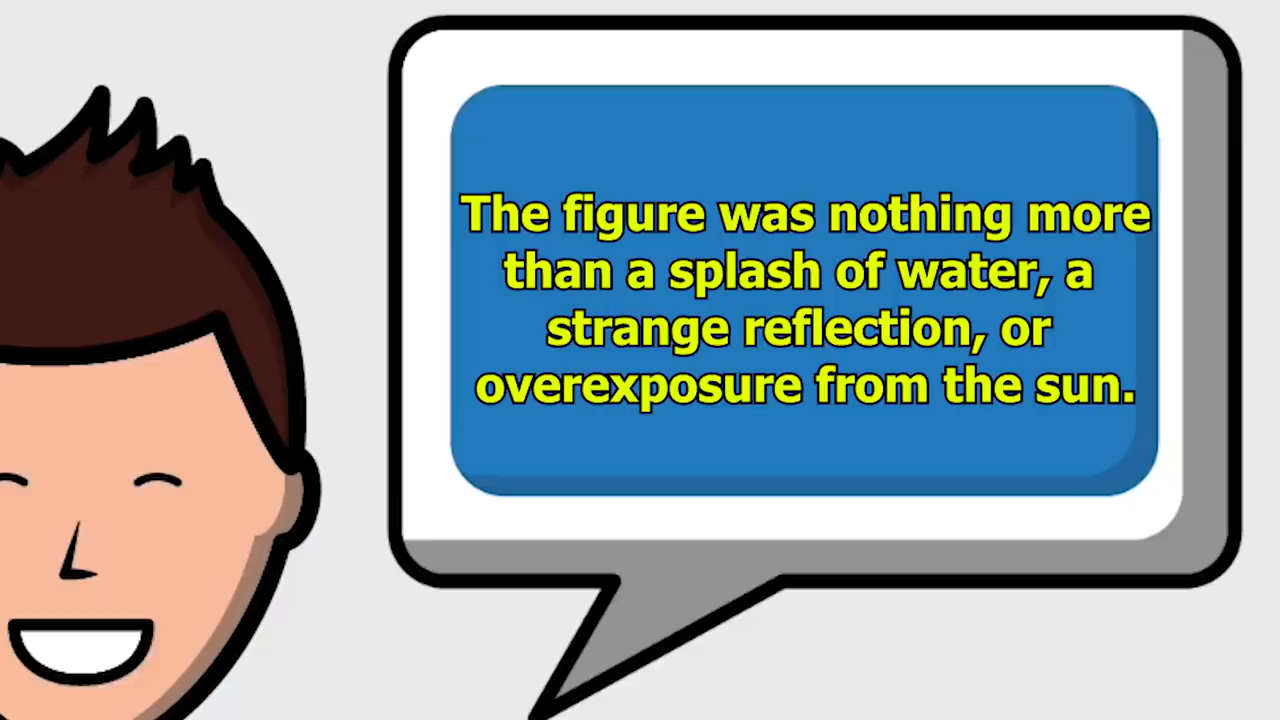 The figure was nothing more
than a splash of water, a
strange reflection, or
overexposure from the sun.